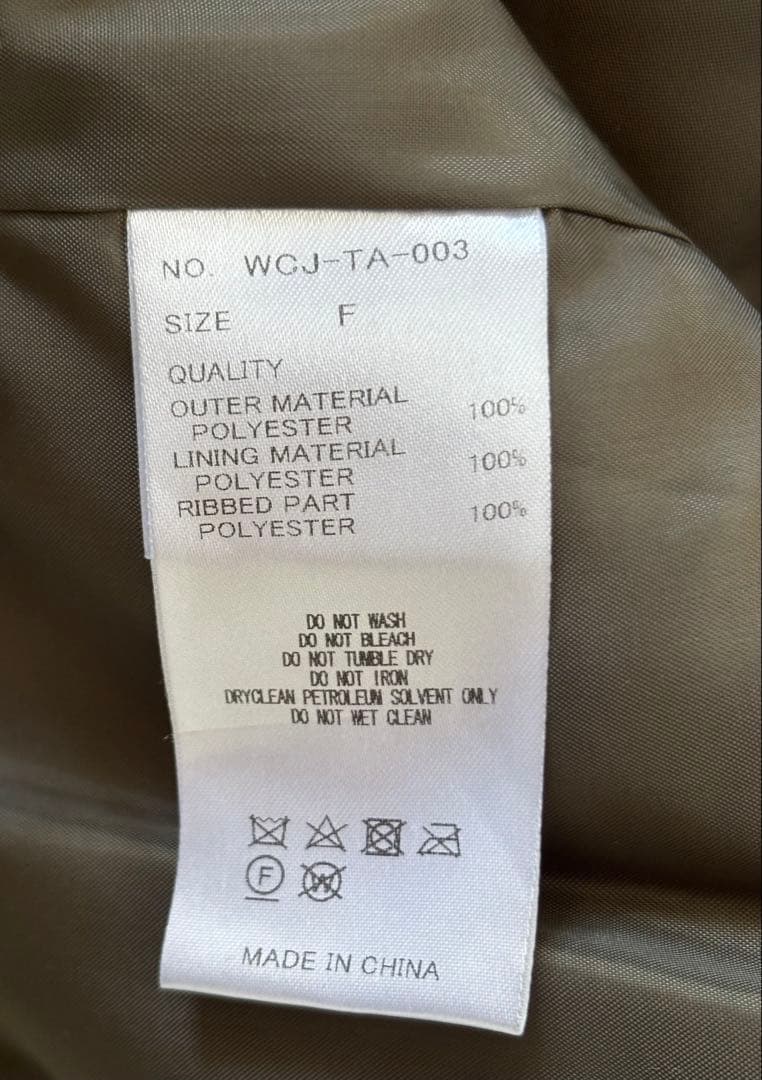 NO. WCJ-TA-003
SIZE F
QUALITY
OUTER MATERIAL 100%
POLYESTER
LINING MATERIAL 100%
POLYESTER
RIBBED PART 100%
POLYESTER
DO NOT WASH
DO NOT BLEACH
DO NOT TUMBLE DRY
DO NOT IRON
DRYCLEAN PETROLEUM SOLVENT ONLY
DO NOT WET CLEAN
F W
MADE IN CHINA